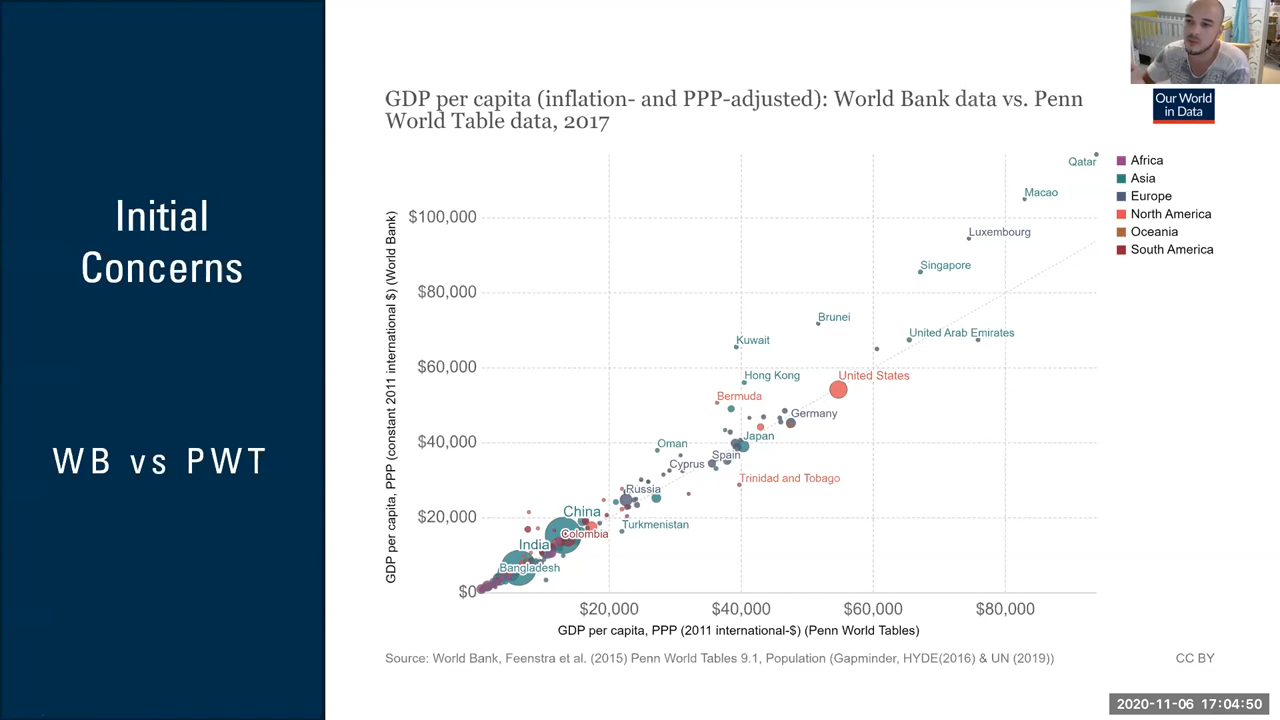 Initial
Concerns
WB vs PWT
GDP per capita (inflation- and PPP-adjusted): World Bank data vs. Penn
World Table data, 2017
Our World
in Data
GDP per capita, PPP (constant 2011 international $) (World Bank)
$100,000
$80,000
$60,000
$40,000
$20,000
$0
Qatar
Macao
Luxembourg
Singapore
Brunei
United Arab Emirates
Kuwait
Hong Kong
United States
Bermuda
Germany
Japan
Oman
Spain
Cyprus
Trinidad and Tobago
Russia
China
Turkmenistan
Colombia
India
Bangladesh
$20,000
$40,000
$60,000
$80,000
GDP per capita, PPP (2011 international-$) (Penn World Tables)
Africa
Asia
Europe
North America
Oceania
South America
Source: World Bank, Feenstra et al. (2015) Penn World Tables 9.1, Population (Gapminder, HYDE(2016) & UN (2019))
CC BY
2020-11-06 17:04:50